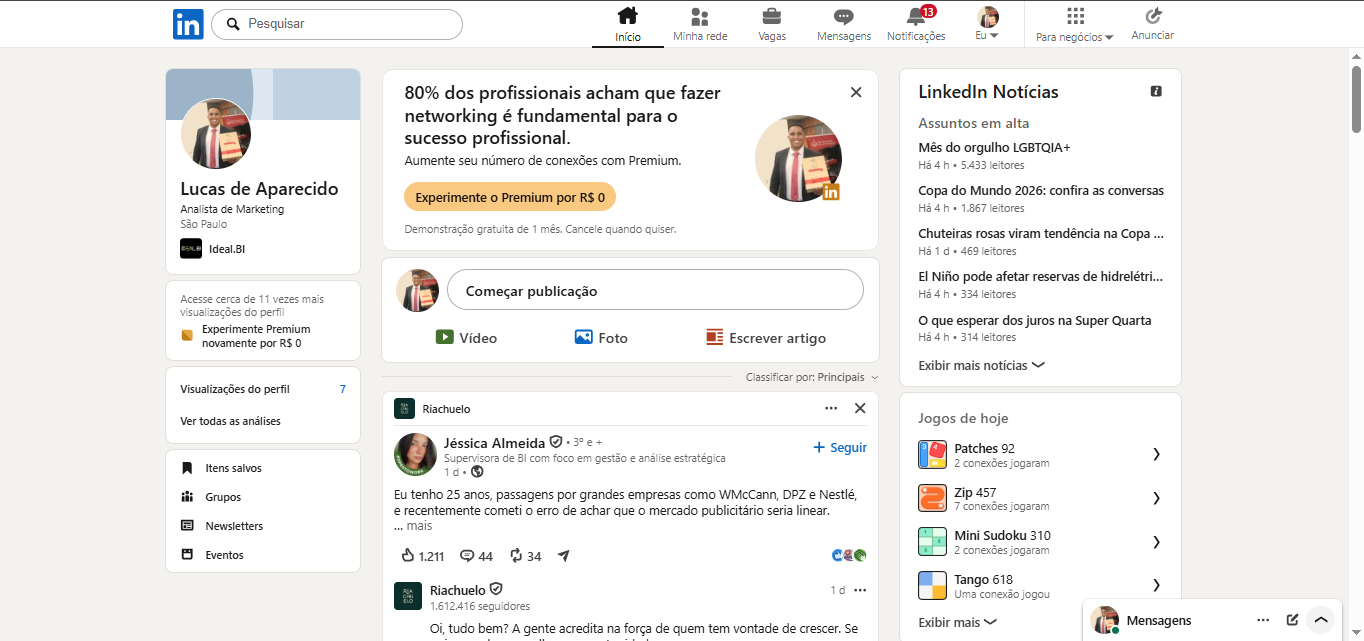 in
Pesquisar
Início
Minha rede
Vagas
Mensagens
13
Notificações
Eu
Para negócios
Anunciar
Lucas de Aparecido
Analista de Marketing
São Paulo
IDEAL.BI
Ideal.BI
Acesse cerca de 11 vezes mais
visualizações do perfil
Experimente Premium
novamente por R$ 0
Visualizações do perfil 7
Ver todas as análises
Itens salvos
Grupos
Newsletters
Eventos
80% dos profissionais acham que fazer
networking é fundamental para o
sucesso profissional.
Aumente seu número de conexões com Premium.
Experimente o Premium por R$ 0
Demonstração gratuita de 1 mês. Cancele quando quiser.
in
Começar publicação
Vídeo
Foto
Escrever artigo
Classificar por: Principais
Riachuelo
Jéssica Almeida • 3º e +
Supervisora de BI com foco em gestão e análise estratégica
1 d •
+ Seguir
Eu tenho 25 anos, passagens por grandes empresas como WMcCann, DPZ e Nestlé,
e recentemente cometi o erro de achar que o mercado publicitário seria linear.
... mais
1.211
44
34
RIA
CHU
ELO
Riachuelo
1 d
1.612.416 seguidores
Oi, tudo bem? A gente acredita na força de quem tem vontade de crescer. Se
LinkedIn Notícias
Assuntos em alta
Mês do orgulho LGBTQIA+
Há 4 h • 5.433 leitores
Copa do Mundo 2026: confira as conversas
Há 4 h • 1.867 leitores
Chuteiras rosas viram tendência na Copa ...
Há 1 d • 469 leitores
El Niño pode afetar reservas de hidrelétri...
Há 4 h • 334 leitores
O que esperar dos juros na Super Quarta
Há 4 h • 314 leitores
Exibir mais notícias
Jogos de hoje
Patches 92
2 conexões jogaram
Zip 457
7 conexões jogaram
Mini Sudoku 310
2 conexões jogaram
Tango 618
Uma conexão jogou
Exibir mais
Mensagens